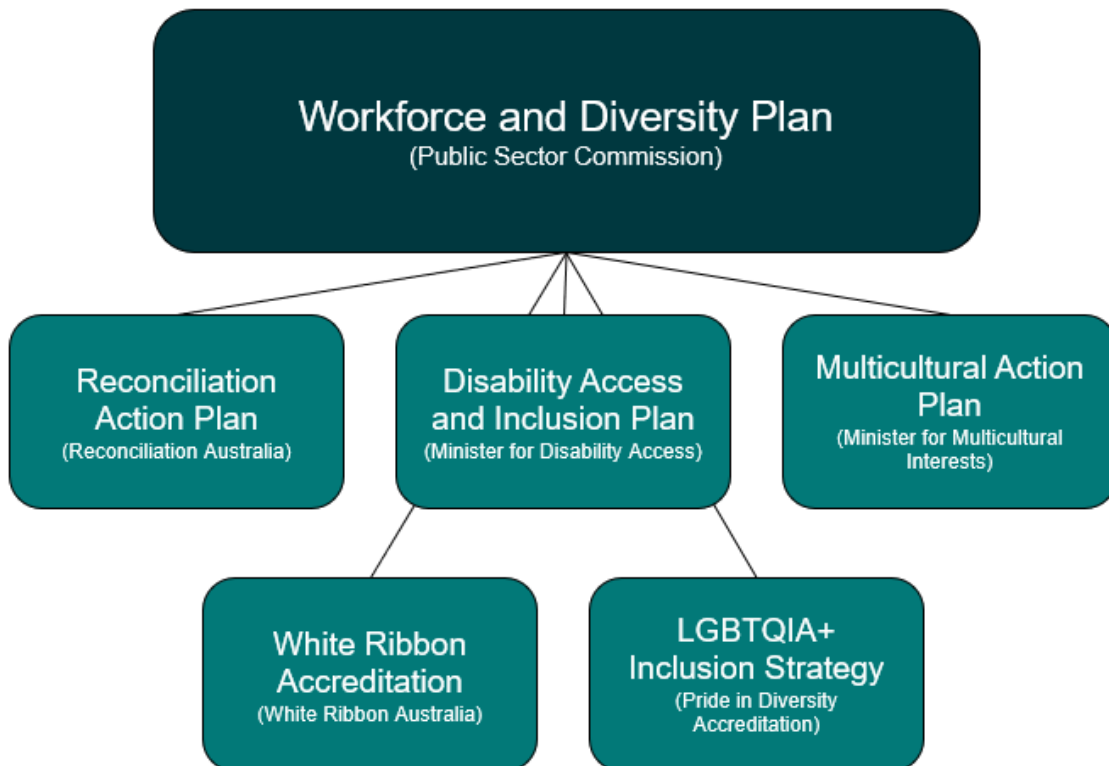 Workforce and Diversity Plan
(Public Sector Commission)
Reconciliation
Action Plan
(Reconciliation Australia)
Disability Access
and Inclusion Plan
(Minister for Disability Access)
Multicultural Action
Plan
(Minister for Multicultural
Interests)
White Ribbon
Accreditation
(White Ribbon Australia)
LGBTQIA+
Inclusion Strategy
(Pride in Diversity
Accreditation)